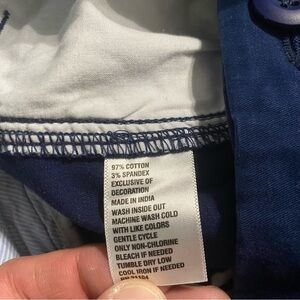 97% COTTON
3% SPANDEX
EXCLUSIVE OF
DECORATION
MADE IN INDIA
WASH INSIDE OUT
MACHINE WASH COLD
WITH LIKE COLORS
GENTLE CYCLE
ONLY NON-CHLORINE
BLEACH IF NEEDED
TUMBLE DRY LOW
COOL IRON IF NEEDED